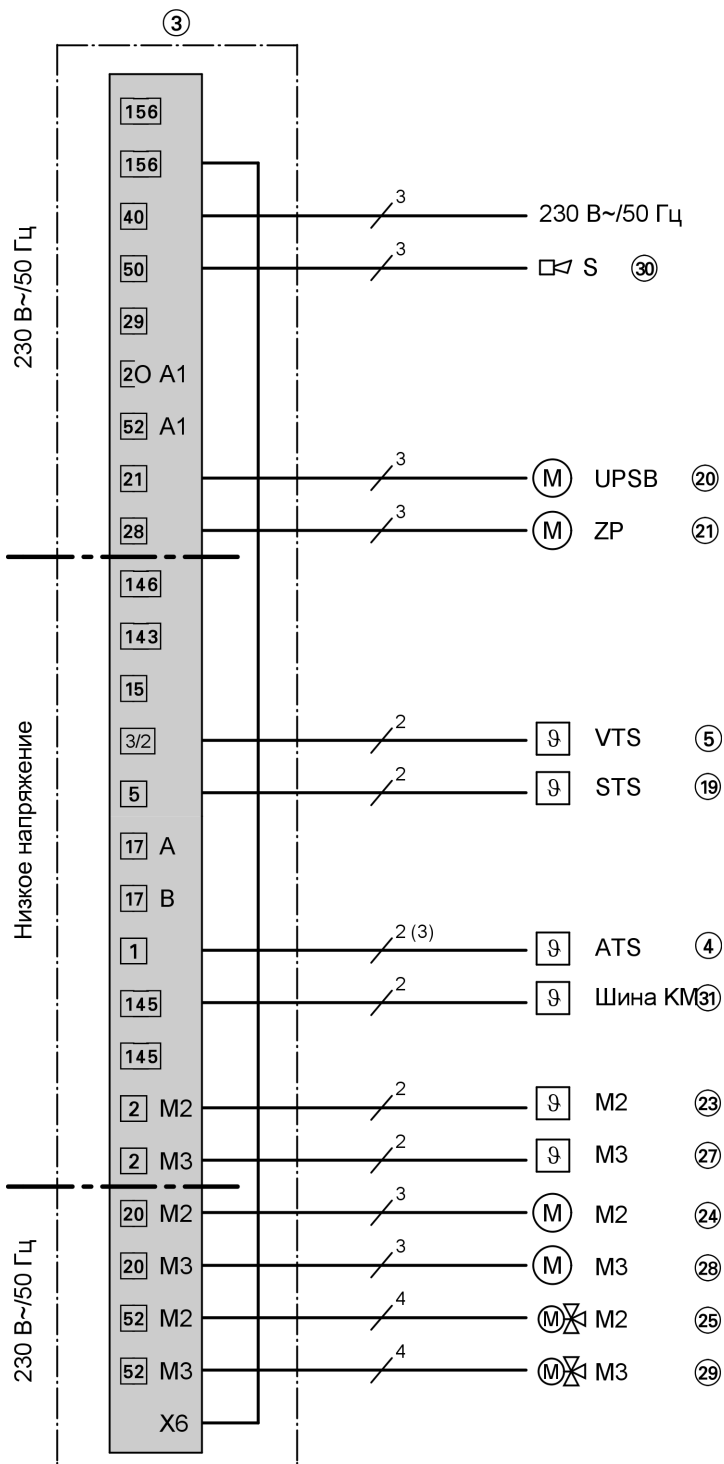 3
156
156
40 3 230 В~/50 Гц
50 3 S 30
29
2O A1
52 A1
21 3 M UPSB 20
28 3 M ZP 21
230 В~/50 Гц
146
143
15
3/2 2 ϑ VTS 5
5 2 ϑ STS 19
17 A
17 B
1 2 (3) ϑ ATS 4
145 2 ϑ Шина KM 31
145
2 M2 2 ϑ M2 23
2 M3 2 ϑ M3 27
Низкое напряжение
20 M2 3 M M2 24
20 M3 3 M M3 28
52 M2 4 M M2 25
52 M3 4 M M3 29
X6
230 В~/50 Гц